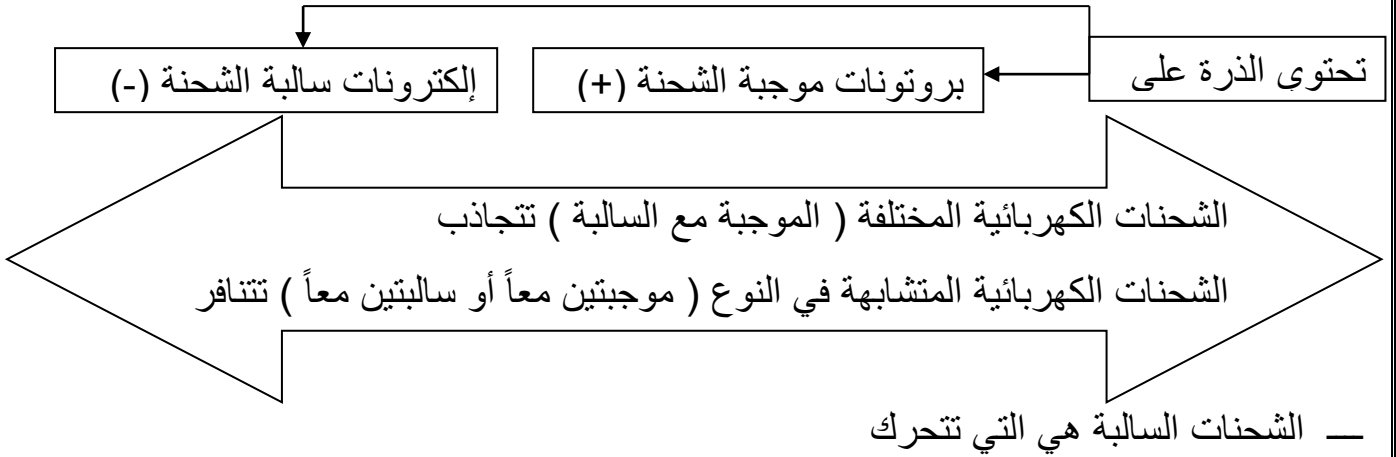 تحتوي الذرة على
بروتونات موجبة الشحنة (+)
إلكترونات سالبة الشحنة (-)
الشحنات الكهربائية المختلفة ( الموجبة مع السالبة ) تتجاذب
الشحنات الكهربائية المتشابهة في النوع ( موجبتين معاً أو سالبتين معاً ) تتنافر
— الشحنات السالبة هي التي تتحرك